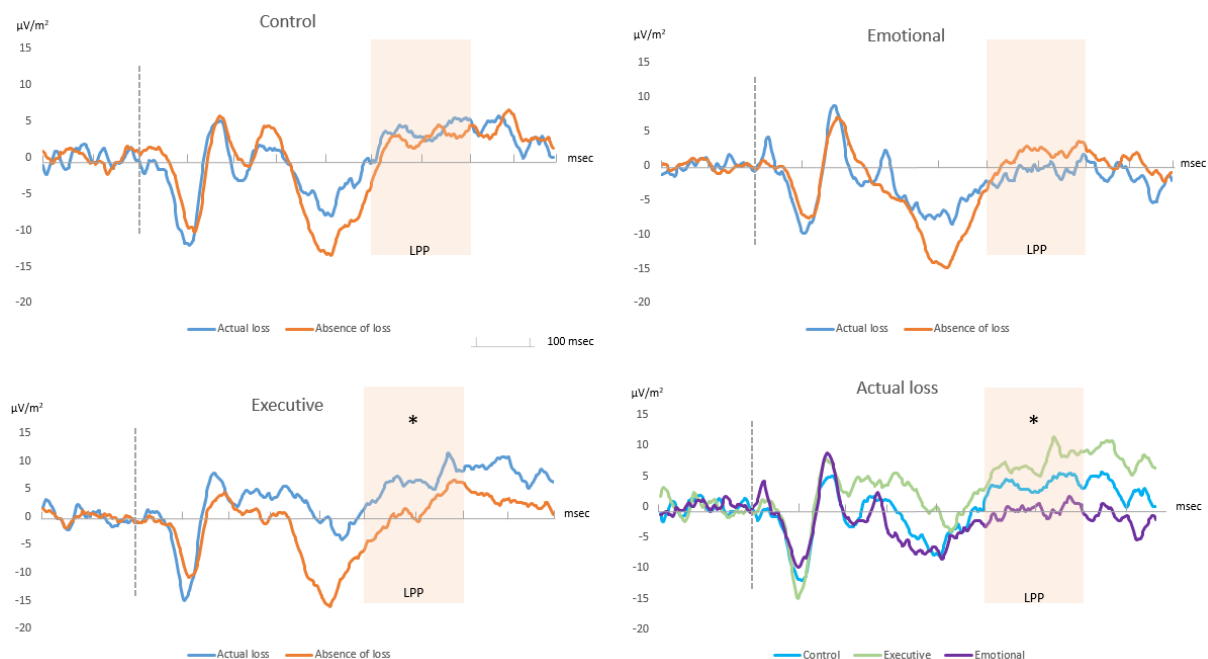 Control
µV/m²
15
10
5
0
-5
-10
-15
-20
msec
LPP
Actual loss Absence of loss
100 msec
Emotional
µV/m²
15
10
5
0
-5
-10
-15
-20
msec
LPP
Actual loss Absence of loss
Executive
µV/m²
15
10
5
0
-5
-10
-15
-20
*
msec
LPP
Actual loss Absence of loss
Actual loss
µV/m²
15
10
5
0
-5
-10
-15
-20
*
msec
LPP
Control Executive Emotional